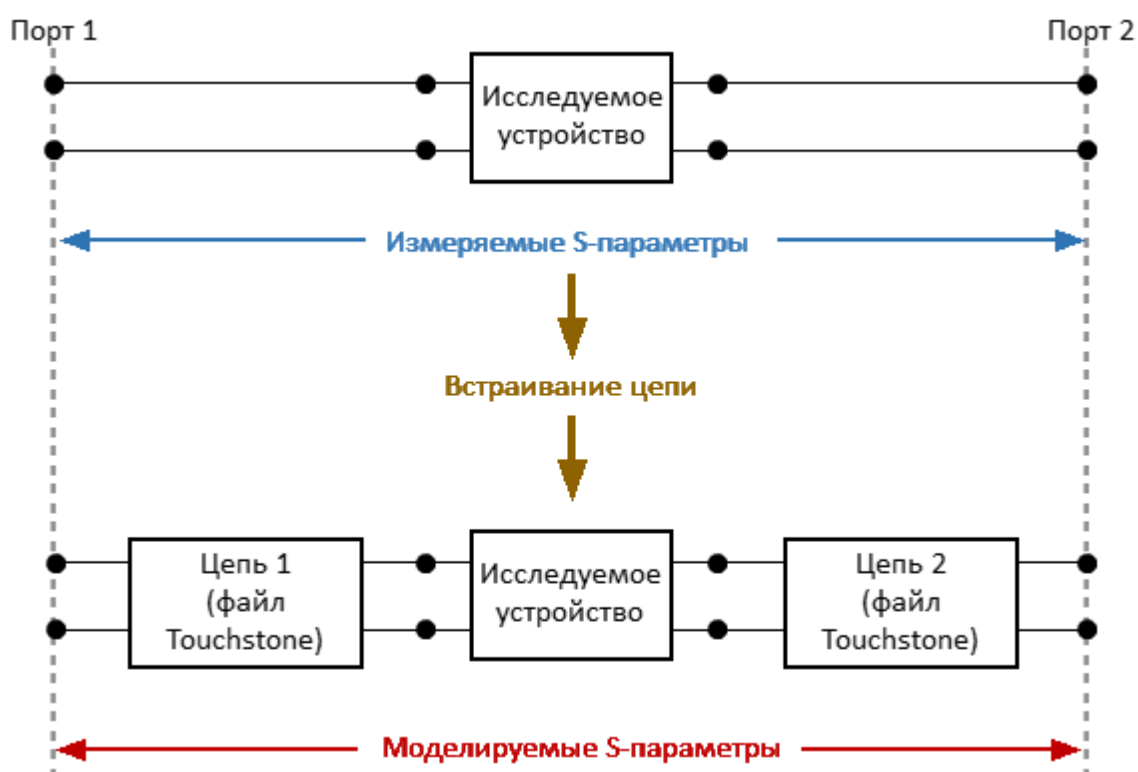 Порт 1
Порт 2
Исследуемое
устройство
Измеряемые S-параметры
Встраивание цепи
Цепь 1
(файл
Touchstone)
Исследуемое
устройство
Цепь 2
(файл
Touchstone)
Моделируемые S-параметры